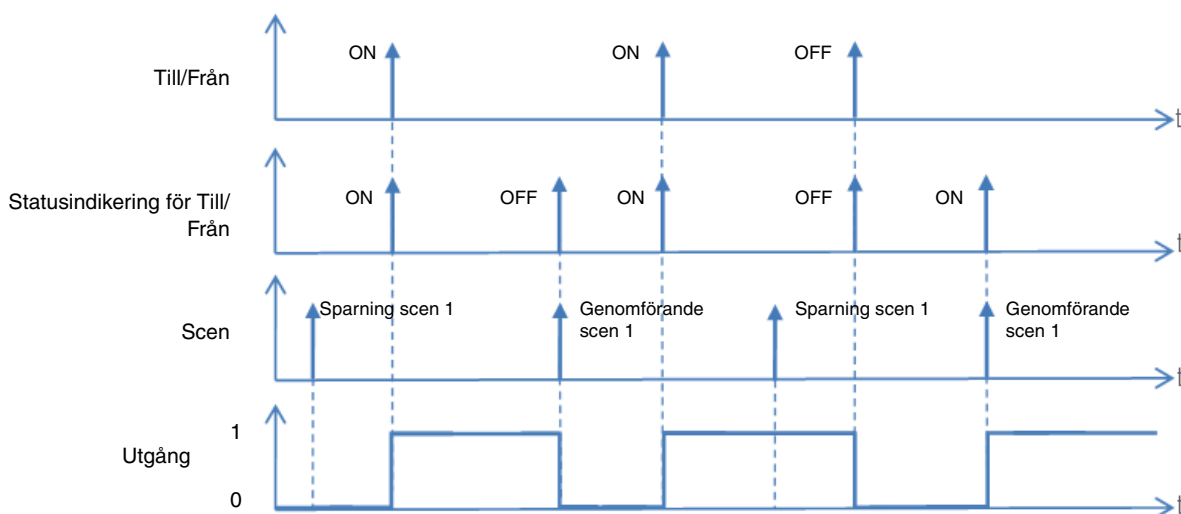 ON
ON
OFF
Till/Från
t
Statusindikering för Till/
Från
ON
OFF
ON
OFF
ON
t
Scen
Sparning scen 1
Genomförande
scen 1
Sparning scen 1
Genomförande
scen 1
t
Utgång
1
0
t